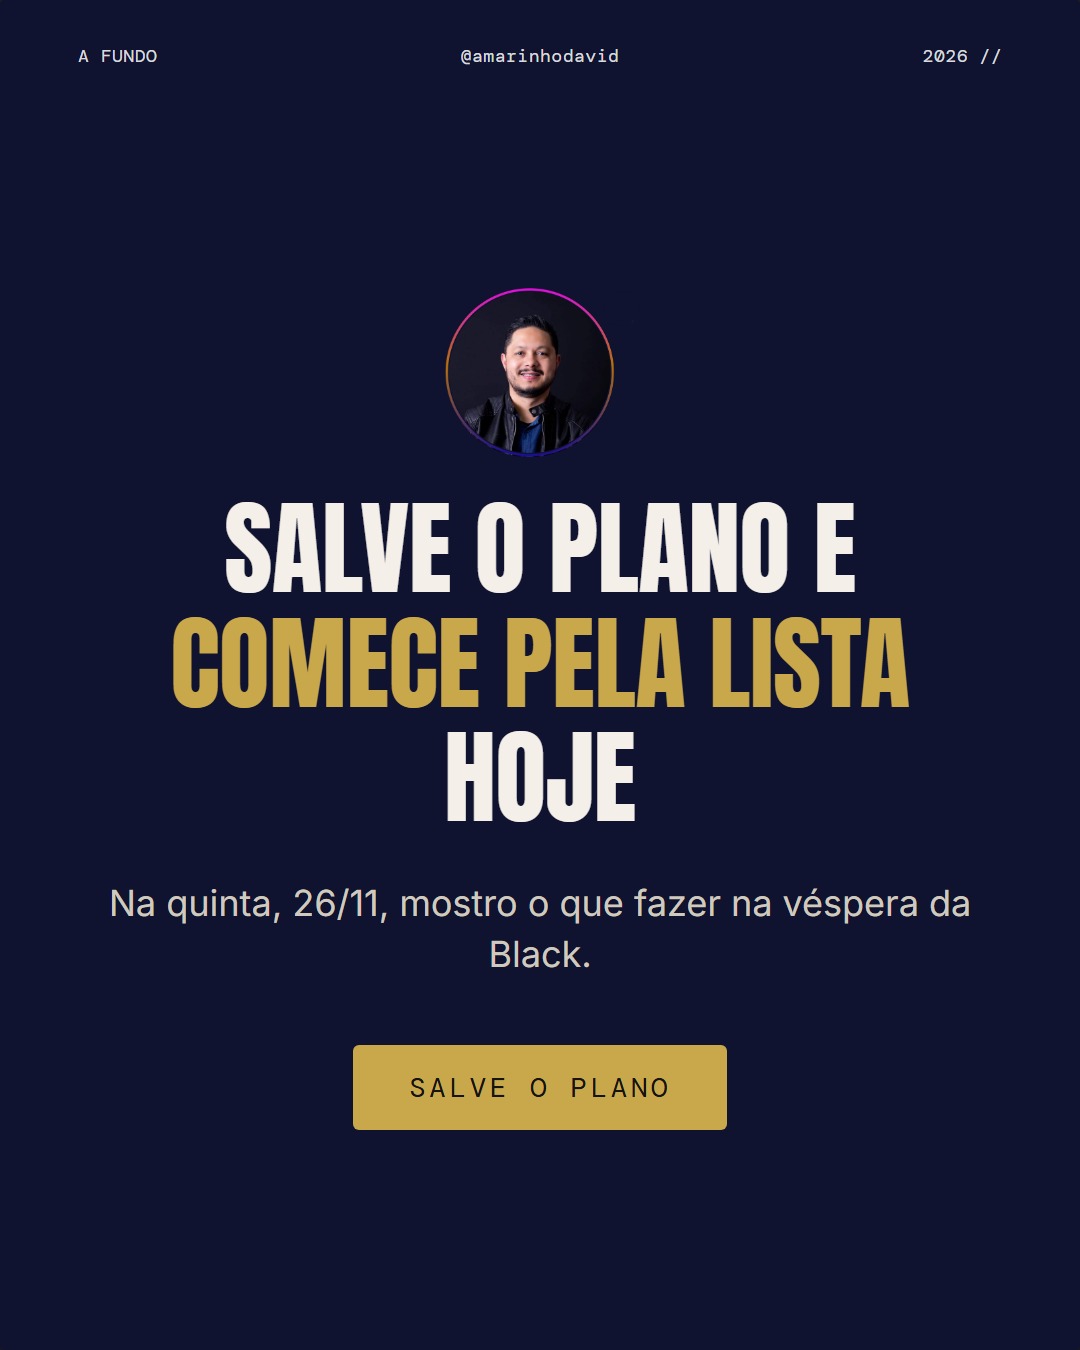 A FUNDO
@amarinhodavid
2026 //
SALVE O PLANO E
COMECE PELA LISTA
HOJE
Na quinta, 26/11, mostro o que fazer na véspera da
Black.
SALVE O PLANO